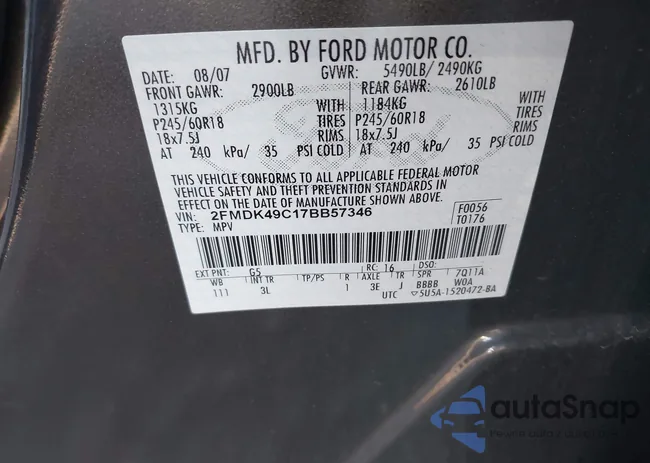 MFD. BY FORD MOTOR CO.
DATE: 08/07 GVWR: 5490LB/ 2490KG
FRONT GAWR: 2900LB REAR GAWR: 2610LB
1315KG WITH 1184KG WITH
P245/60R18 TIRES P245/60R18 TIRES
18x7.5J RIMS 18x7.5J RIMS
AT 240 kPa/ 35 PSI COLD AT 240 kPa/ 35 PSI COLD
THIS VEHICLE CONFORMS TO ALL APPLICABLE FEDERAL MOTOR
VEHICLE SAFETY AND THEFT PREVENTION STANDARDS IN
EFFECT ON THE DATE OF MANUFACTURE SHOWN ABOVE.
VIN: 2FMDK49C17BB57346 F0056
TYPE: MPV T0176
EXT PNT: G5 RC: 16 DSO:
WB INT TR TP/PS R AXLE TR SPR 7Q11A
111 3L 1 3E J BBBB W0A
UTC ▽5U5A-1520472-BA
autoSnap